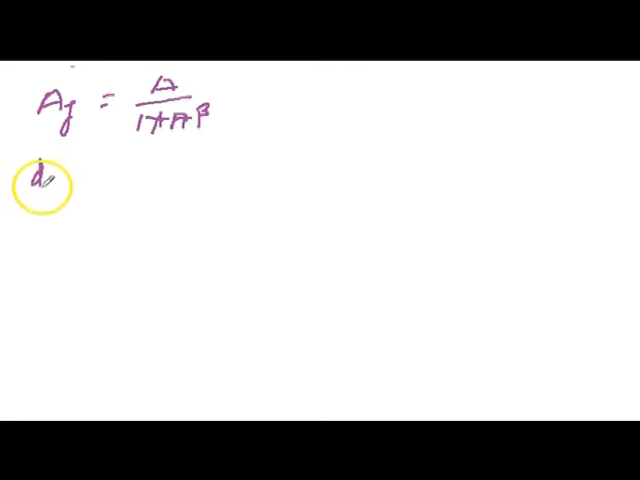 Af = A / 1+Aβ
d